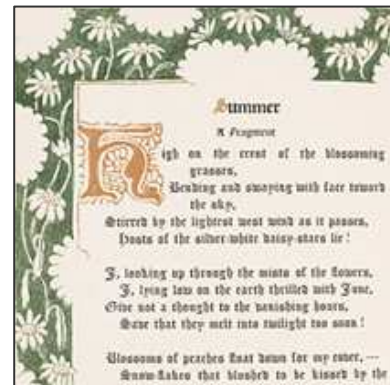 Summer
A Fragment
High on the crest of the blossoming
grasses,
Bending and swaying with face toward
the sky,
Stirred by the lightest west wind as it passes,
Hosts of the silver-white daisy-stars lie!
I, looking up through the mists of the flowers,
I, lying low on the earth thrilled with June,
Give not a thought to the vanishing hours,
Save that they melt into twilight too soon!
Blossoms of peaches float down for my cover,—
Snow-flakes that blushed to be kissed by the